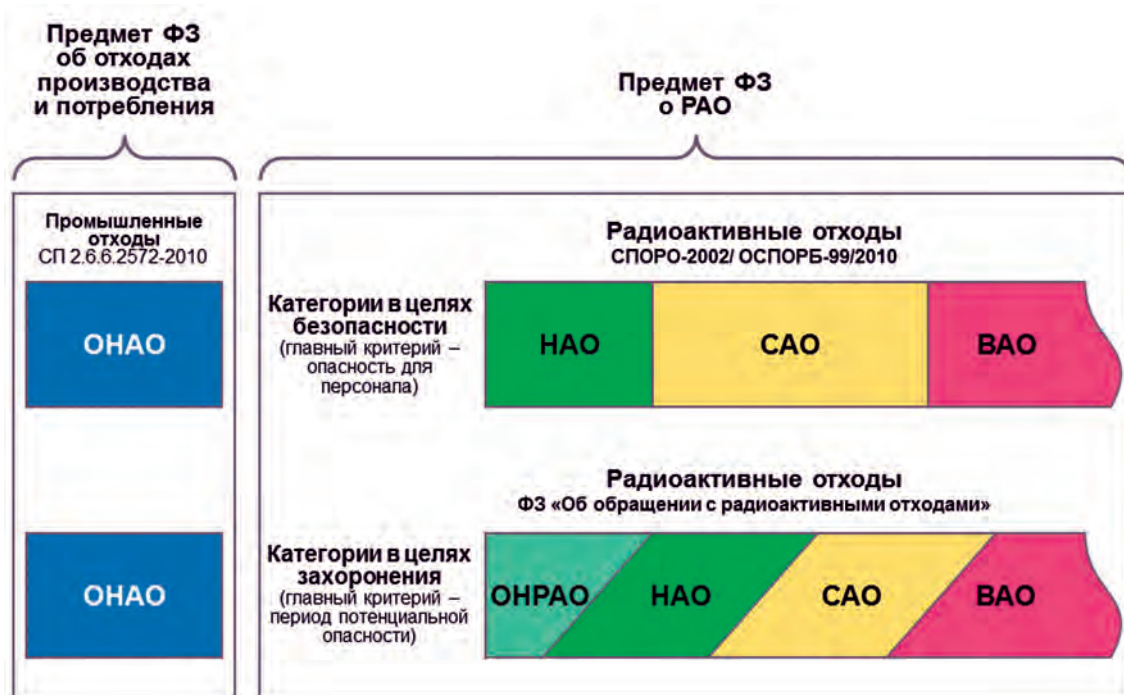 Предмет ФЗ
об отходах
производства
и потребления
Предмет ФЗ
о РАО
Промышленные
отходы
СП 2.6.6.2572-2010
ОНАО
Радиоактивные отходы
СПОРО-2002/ ОСПОРБ-99/2010
Категории в целях
безопасности
(главный критерий –
опасность для
персонала)
НАО
САО
ВАО
Радиоактивные отходы
ФЗ «Об обращении с радиоактивными отходами»
ОНАО
Категории в целях
захоронения
(главный критерий –
период потенциальной
опасности)
ОНРАО
НАО
САО
ВАО